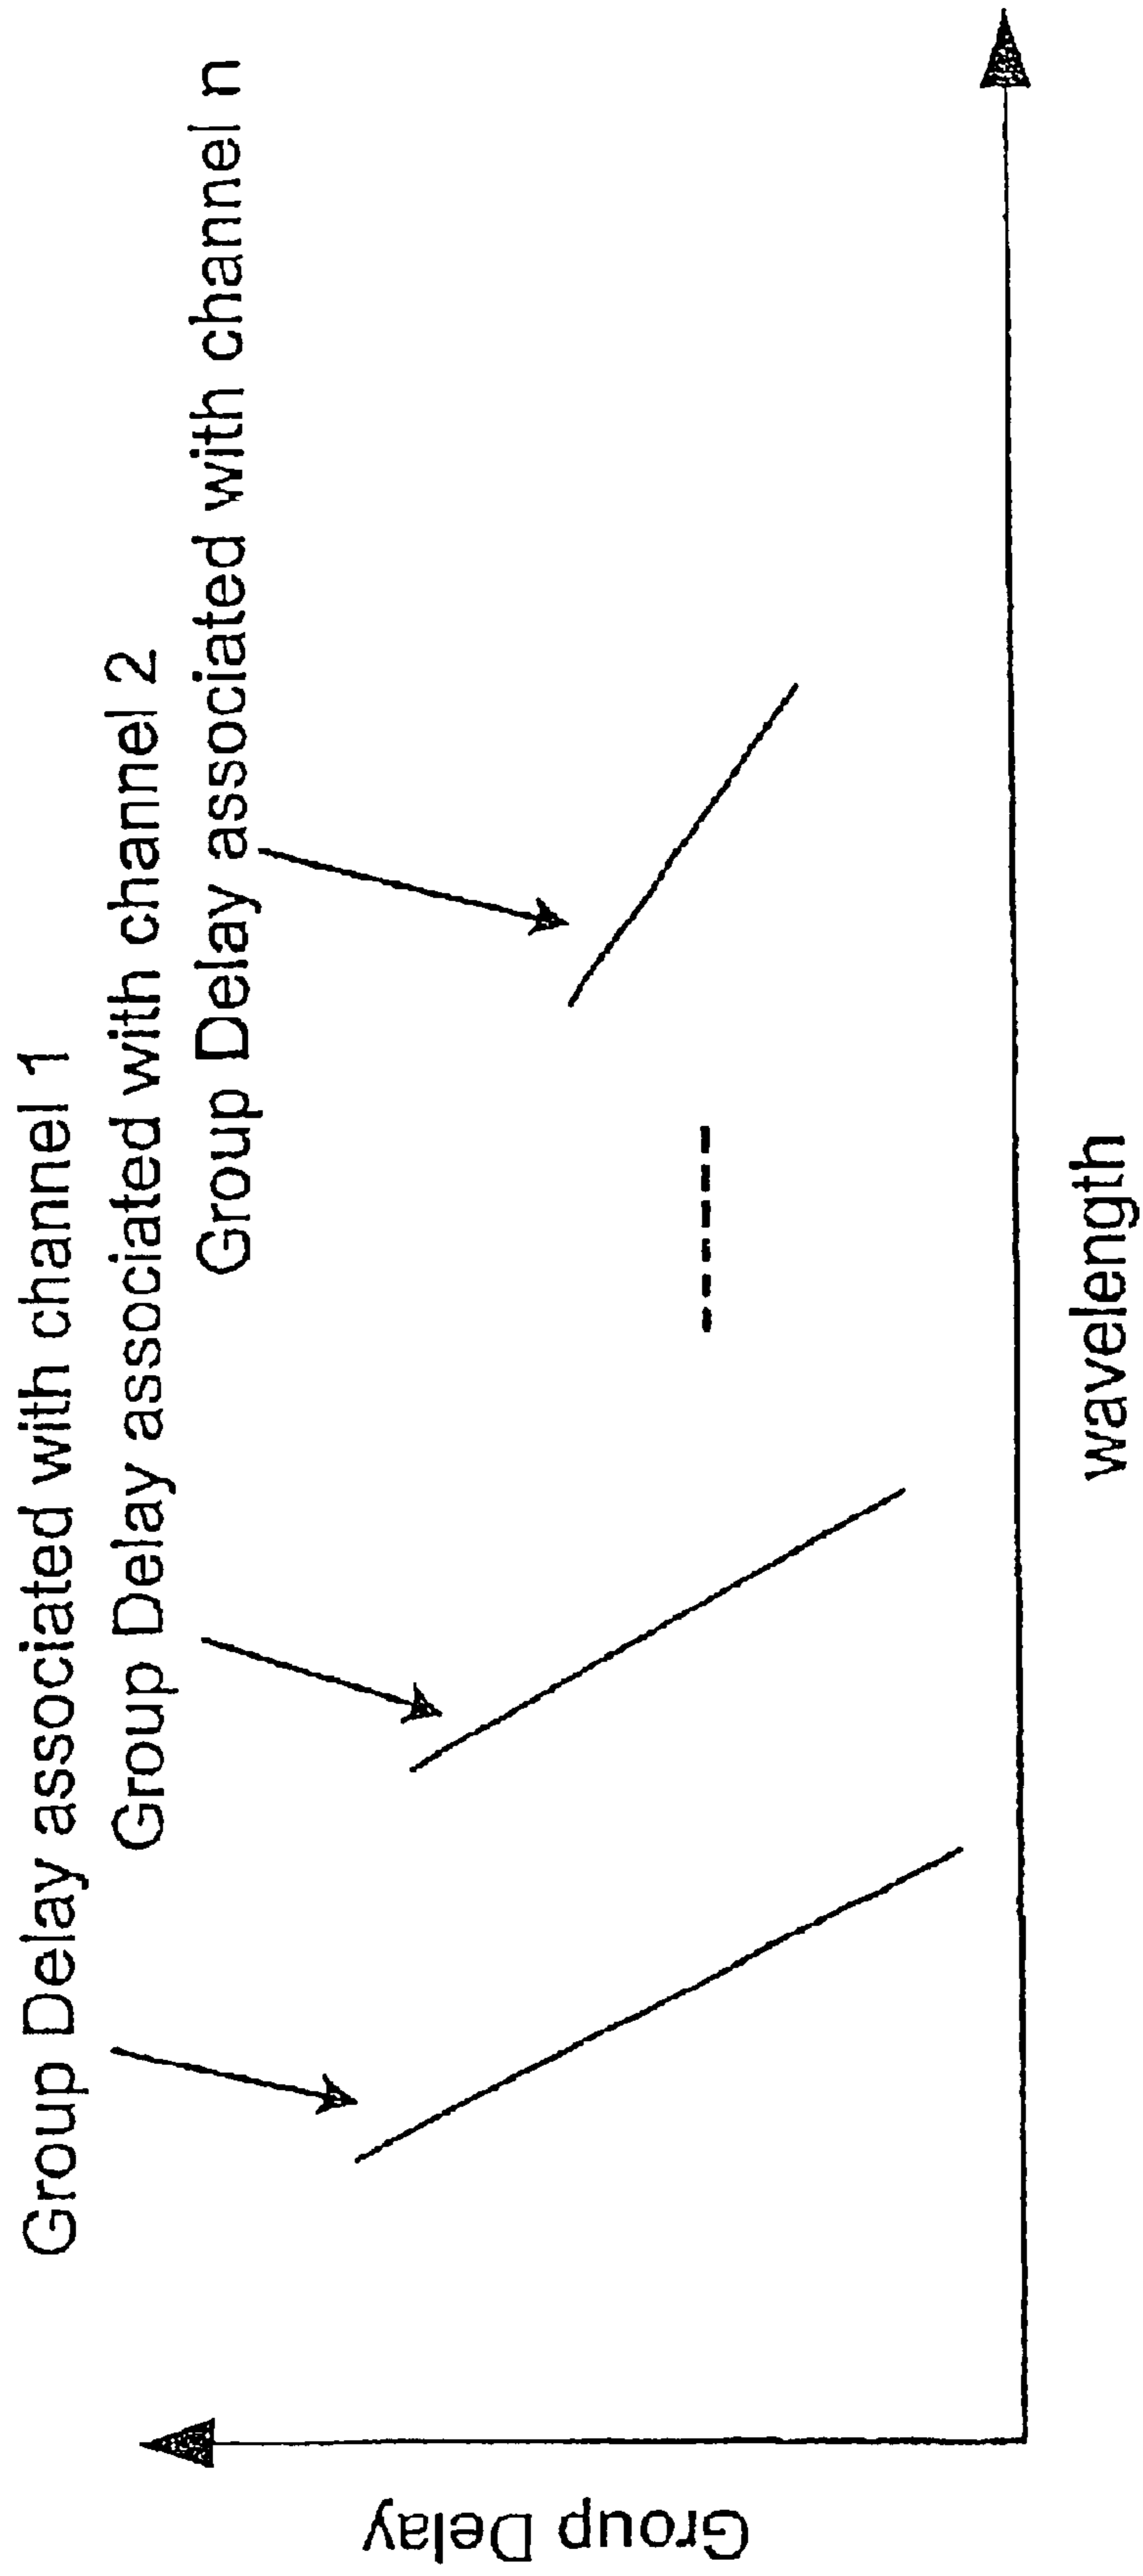 Group Delay associated with channel 1
Group Delay associated with channel 2
Group Delay associated with channel n
Group Delay
wavelength